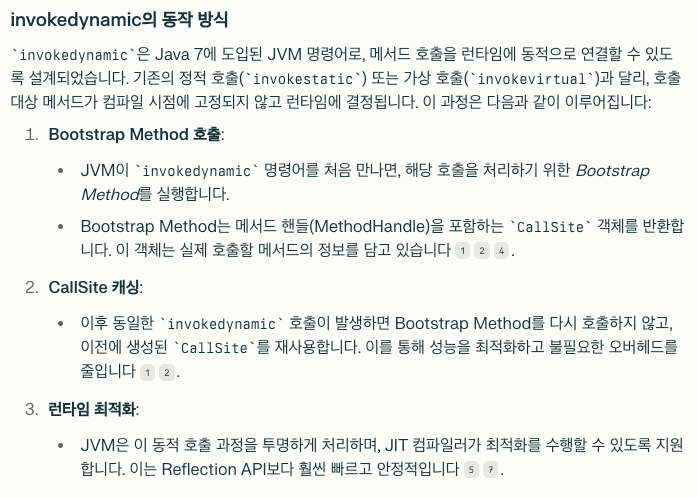 invokedynamic의 동작 방식
`invokedynamic`은 Java 7에 도입된 JVM 명령어로, 메서드 호출을 런타임에 동적으로 연결할 수 있도
록 설계되었습니다. 기존의 정적 호출(`invokestatic`) 또는 가상 호출(`invokevirtual`)과 달리, 호출
대상 메서드가 컴파일 시점에 고정되지 않고 런타임에 결정됩니다. 이 과정은 다음과 같이 이루어집니다:
1. Bootstrap Method 호출:
• JVM이 `invokedynamic` 명령어를 처음 만나면, 해당 호출을 처리하기 위한 Bootstrap
Method를 실행합니다.
• Bootstrap Method는 메서드 핸들(MethodHandle)을 포함하는 `CallSite` 객체를 반환합
니다. 이 객체는 실제 호출할 메서드의 정보를 담고 있습니다 1 2 4 .
2. CallSite 캐싱:
• 이후 동일한 `invokedynamic` 호출이 발생하면 Bootstrap Method를 다시 호출하지 않고,
이전에 생성된 `CallSite`를 재사용합니다. 이를 통해 성능을 최적화하고 불필요한 오버헤드를
줄입니다 1 2 .
3. 런타임 최적화:
• JVM은 이 동적 호출 과정을 투명하게 처리하며, JIT 컴파일러가 최적화를 수행할 수 있도록 지원
합니다. 이는 Reflection API보다 훨씬 빠르고 안정적입니다 5 7 .